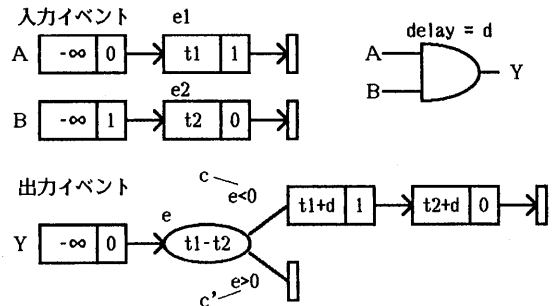 入力イベント
e1
delay = d
A -∞ 0 t1 1
A
Y
B
e2
B -∞ 1 t2 0
出力イベント
c
e<0
t1+d 1 t2+d 0
e
Y -∞ 0 t1-t2
e>0
c'